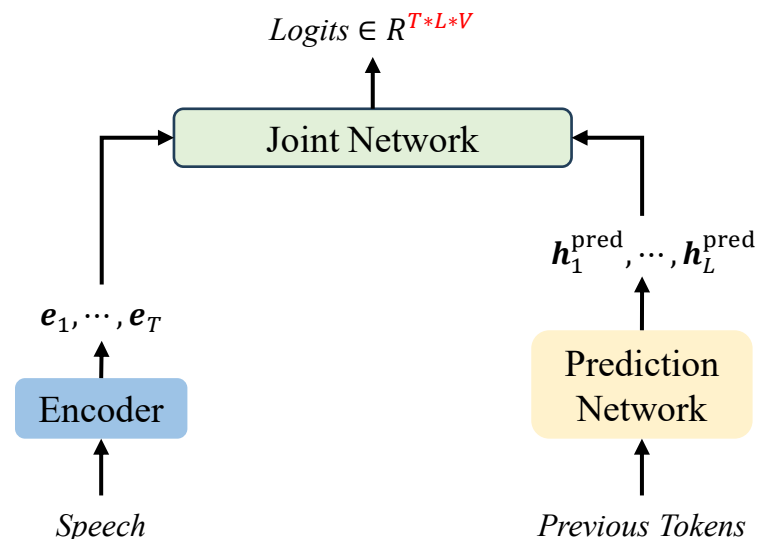 Logits ∈ R^{T*L*V}
Joint Network
h_1^{pred}, ⋯, h_L^{pred}
e_1, ⋯, e_T
Encoder
Prediction
Network
Speech
Previous Tokens